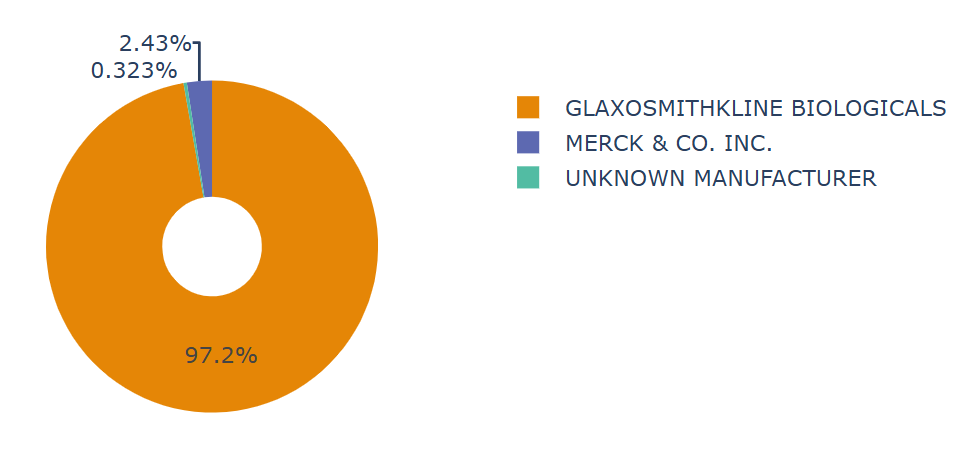 2.43%
0.323%
97.2%
GLAXOSMITHKLINE BIOLOGICALS
MERCK & CO. INC.
UNKNOWN MANUFACTURER